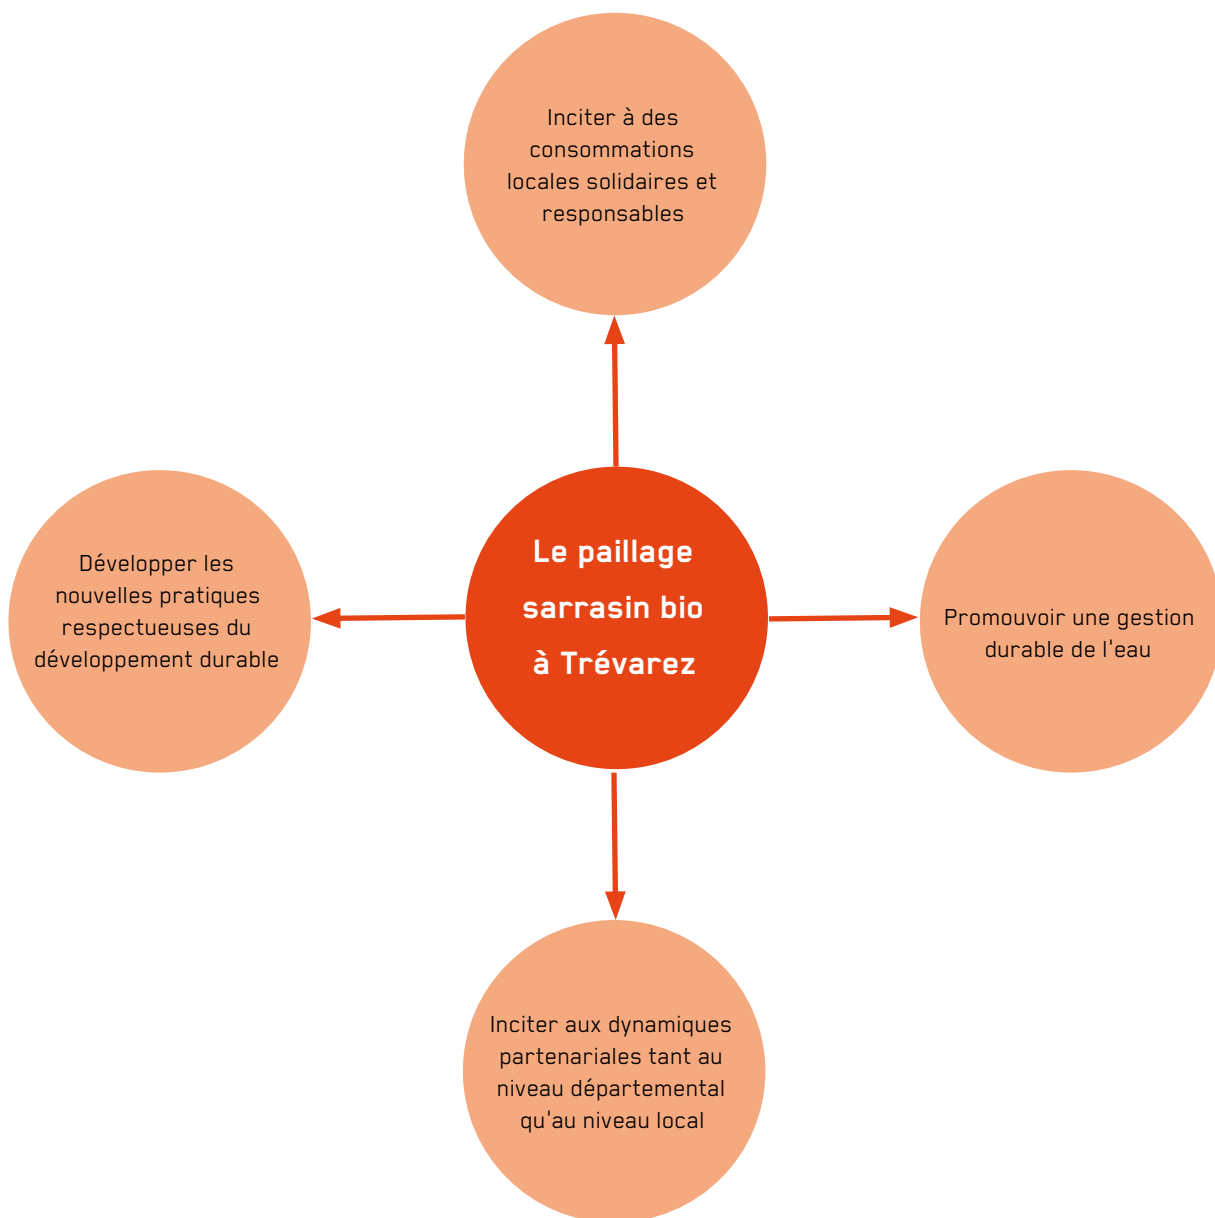 Inciter à des
consommations
locales solidaires et
responsables
Développer les
nouvelles pratiques
respectueuses du
développement durable
Le paillage
sarrasin bio
à Trévarez
Promouvoir une gestion
durable de l'eau
Inciter aux dynamiques
partenariales tant au
niveau départemental
qu'au niveau local